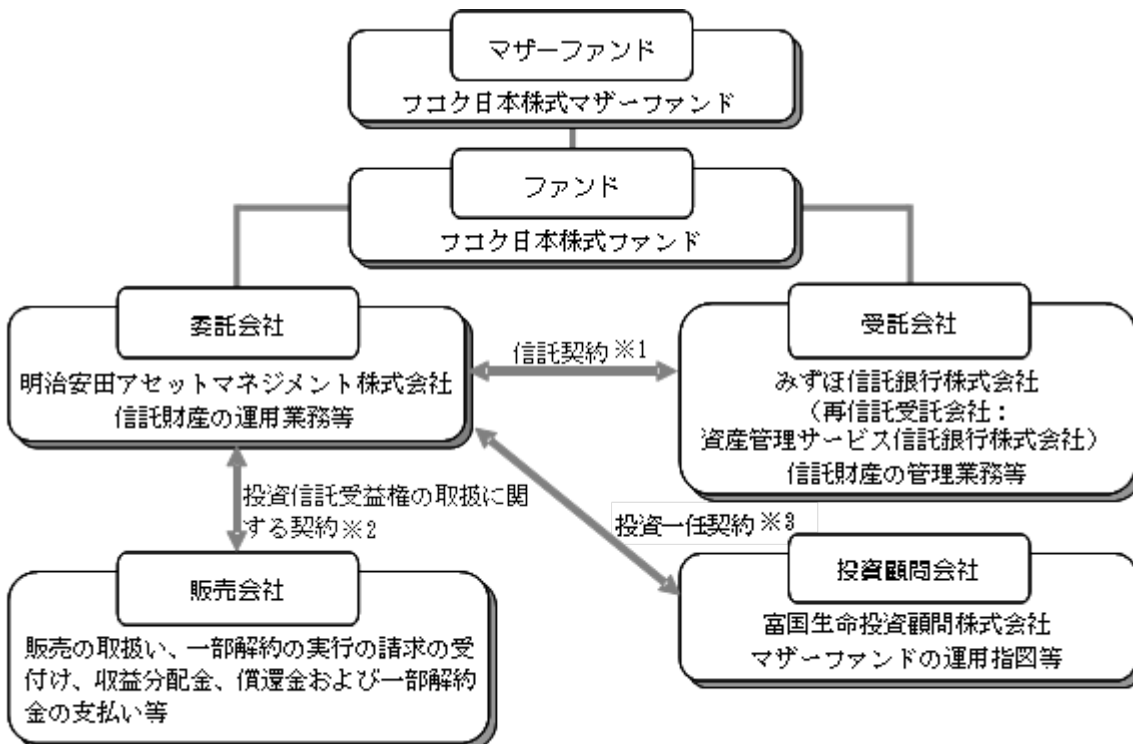 マザーファンド
フコク日本株式マザーファンド
ファンド
フコク日本株式ファンド
委託会社
明治安田アセットマネジメント株式会社
信託財産の運用業務等
信託契約※1
受託会社
みずほ信託銀行株式会社
(再信託受託会社:
資産管理サービス信託銀行株式会社)
信託財産の管理業務等
投資信託受益権の取扱に関
する契約※2
投資一任契約※3
販売会社
販売の取扱い、一部解約の実行の請求の受
付け、収益分配金、償還金および一部解約
金の支払い等
投資顧問会社
富国生命投資顧問株式会社
マザーファンドの運用指図等